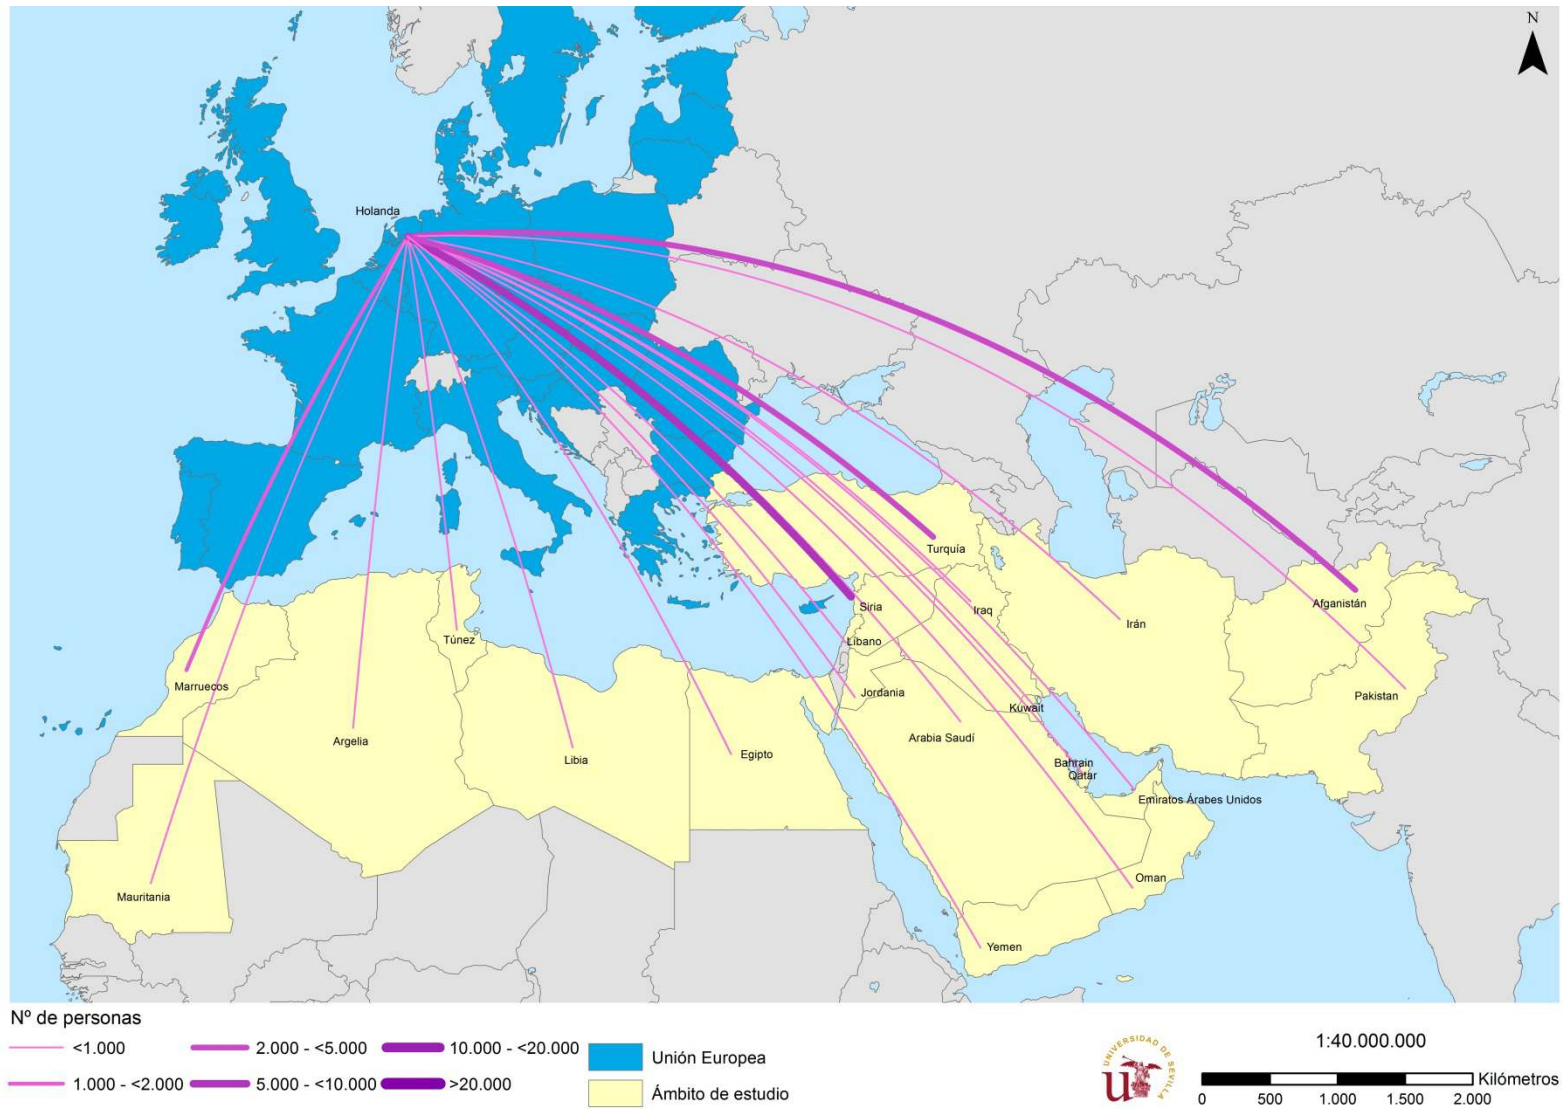 N
Holanda
Turquía
Afganistán
Siria
Iraq
Irán
Túnez
Líbano
Marruecos
Jordania
Pakistan
Kuwait
Arabia Saudí
Argelia
Libia
Egipto
Bahrain
Qatar
Emiratos Árabes Unidos
Oman
Mauritania
Yemen
Nº de personas
<1.000
2.000 - <5.000
10.000 - <20.000
1.000 - <2.000
5.000 - <10.000
>20.000
Unión Europea
Ámbito de estudio
UNIVERSIDAD DE SEVILLA
1:40.000.000
Kilómetros
0 500 1.000 1.500 2.000